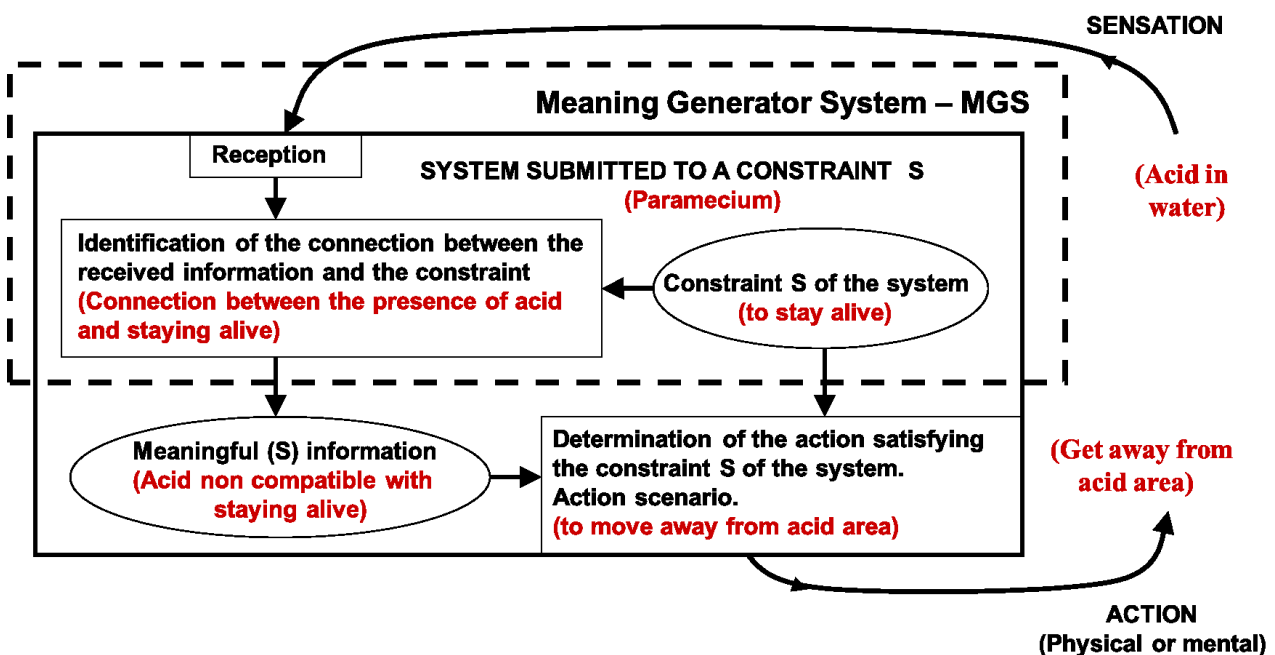 SENSATION
Meaning Generator System – MGS
Reception
SYSTEM SUBMITTED TO A CONSTRAINT S
(Paramecium)
(Acid in
water)
Identification of the connection between the
received information and the constraint
(Connection between the presence of acid
and staying alive)
Constraint S of the system
(to stay alive)
Meaningful (S) information
(Acid non compatible with
staying alive)
Determination of the action satisfying
the constraint S of the system.
Action scenario.
(to move away from acid area)
(Get away from
acid area)
ACTION
(Physical or mental)